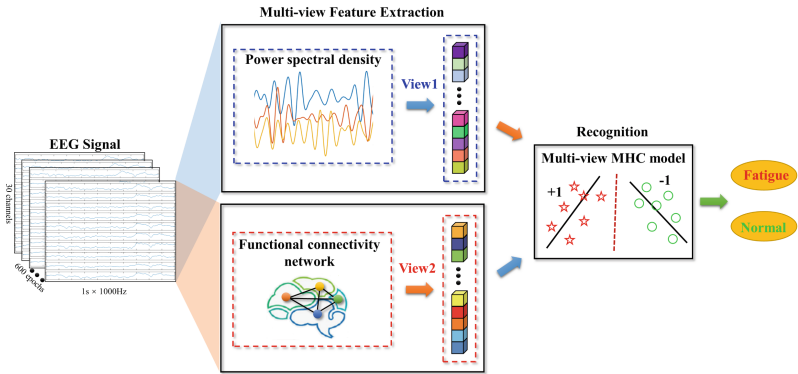 Multi-view Feature Extraction
Power spectral density
View1
EEG Signal
30 channels
600 epochs
1s × 1000Hz
Functional connectivity
network
View2
Recognition
Multi-view MHC model
+1
-1
Fatigue
Normal